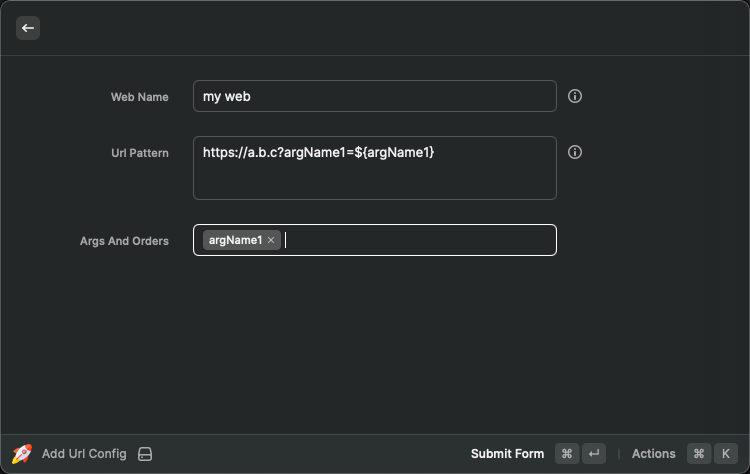 Web Name
my web
Url Pattern
https://a.b.c?argName1=${argName1}
Args And Orders
argName1 ×
Add Url Config
Submit Form ⌘ ↵ | Actions ⌘ K